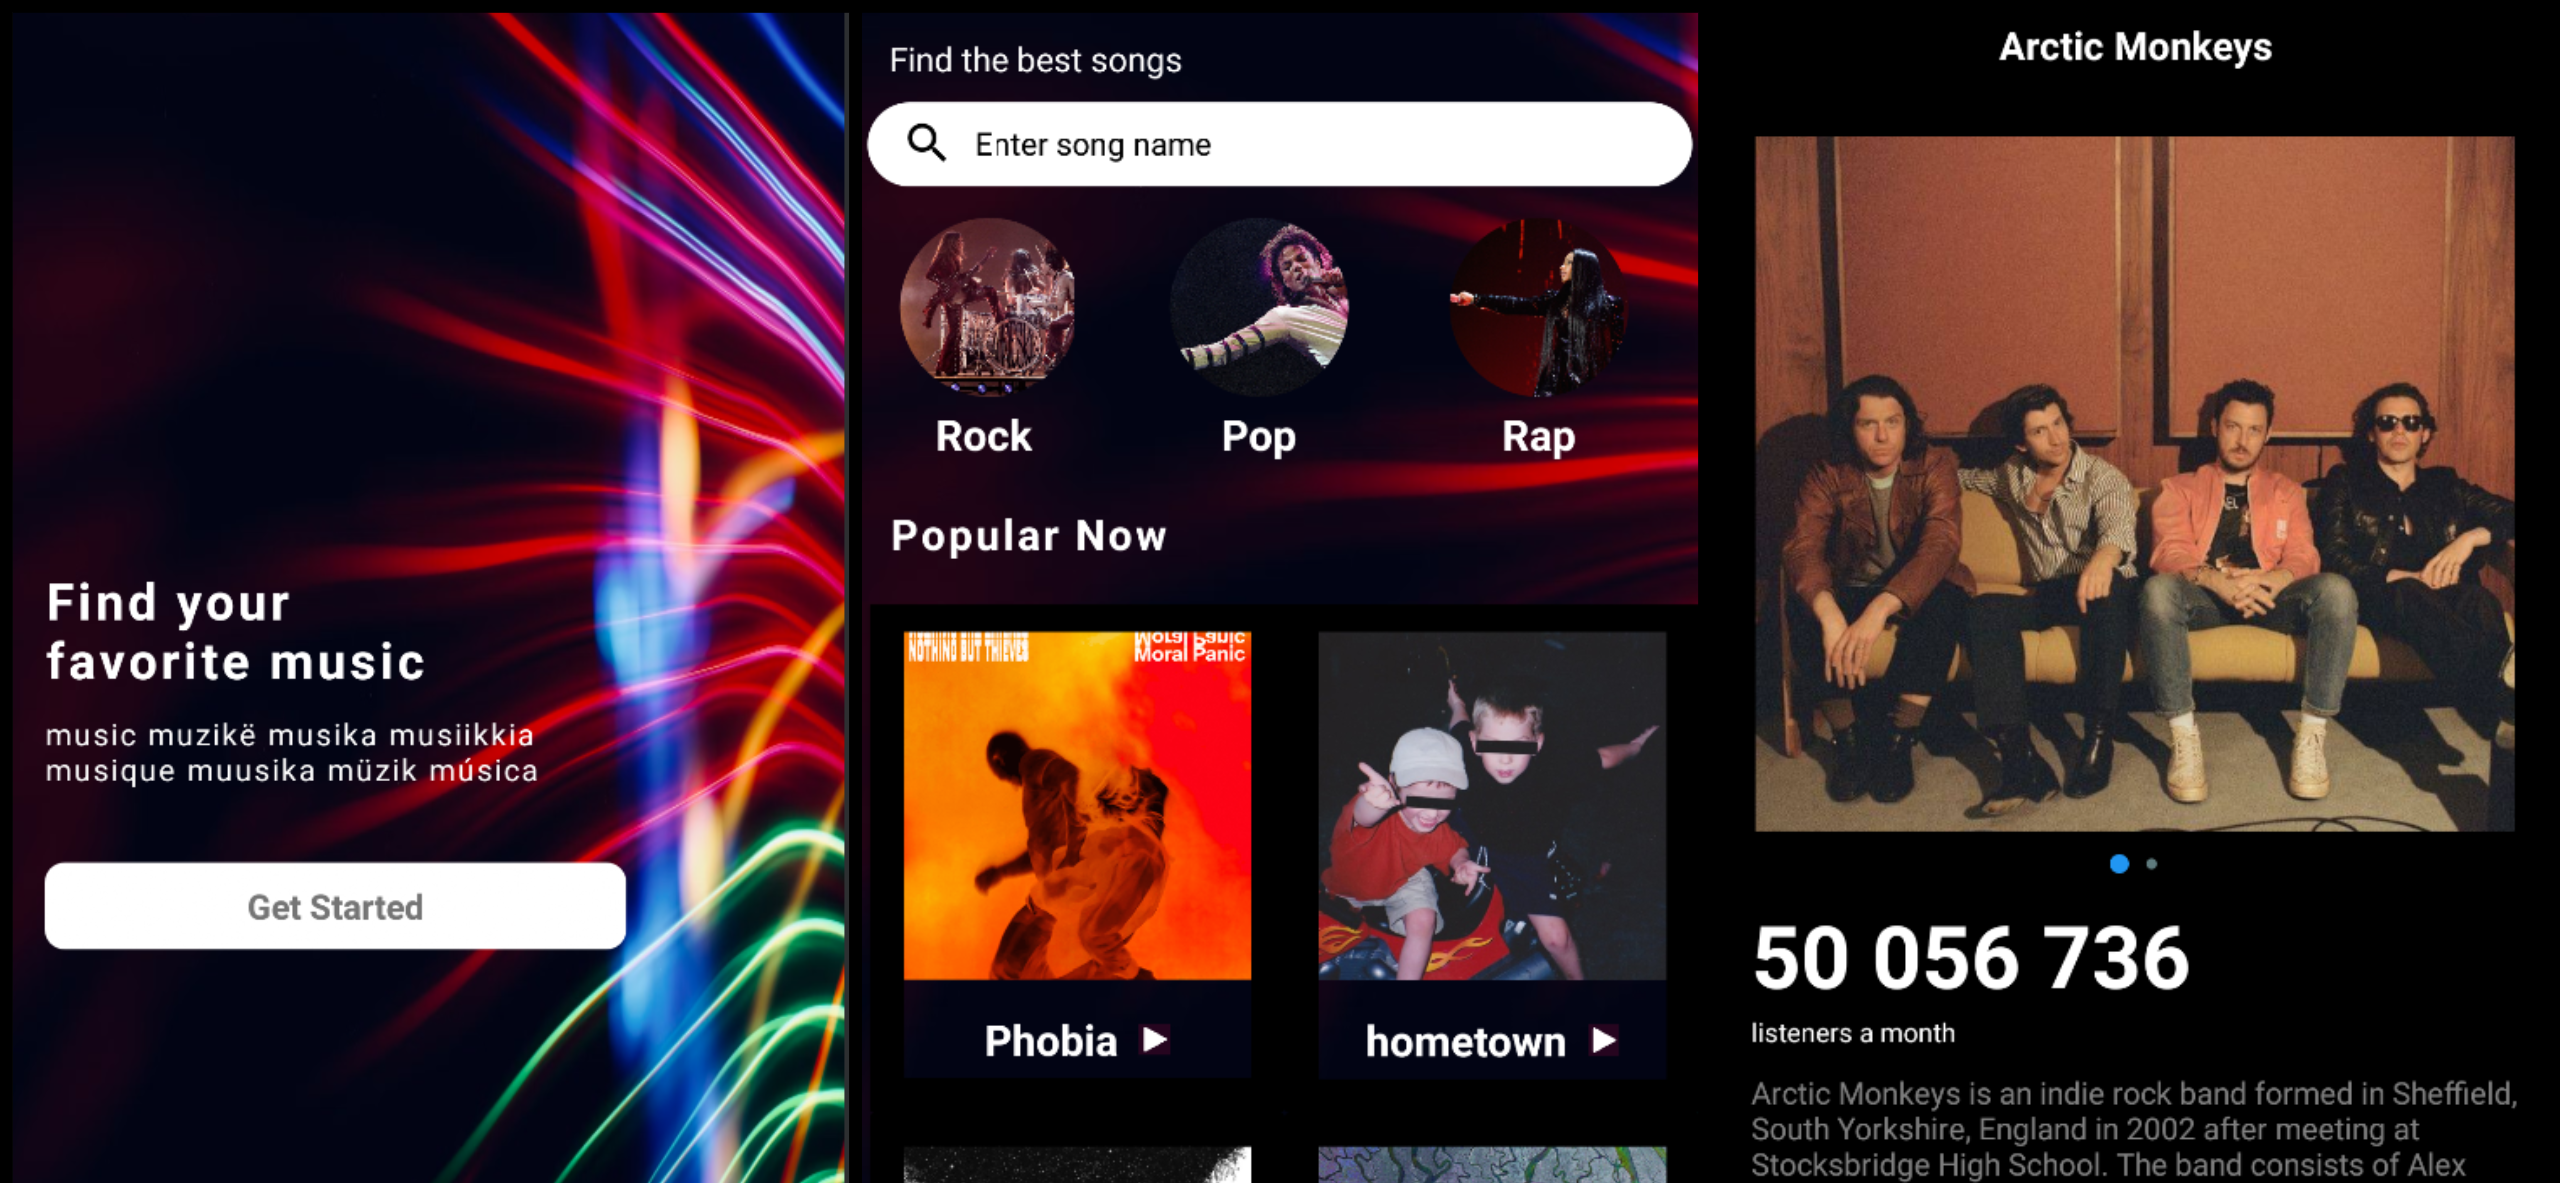 Find your
favorite music
music muzikë musika musiikkia
musique muusika müzik música
Get Started
Find the best songs
Enter song name
Rock
Pop
Rap
Popular Now
NOTHING BUT THIEVES
Moral Panic
Moral Panic
Phobia
hometown
Arctic Monkeys
50 056 736
listeners a month
Arctic Monkeys is an indie rock band formed in Sheffield,
South Yorkshire, England in 2002 after meeting at
Stocksbridge High School. The band consists of Alex